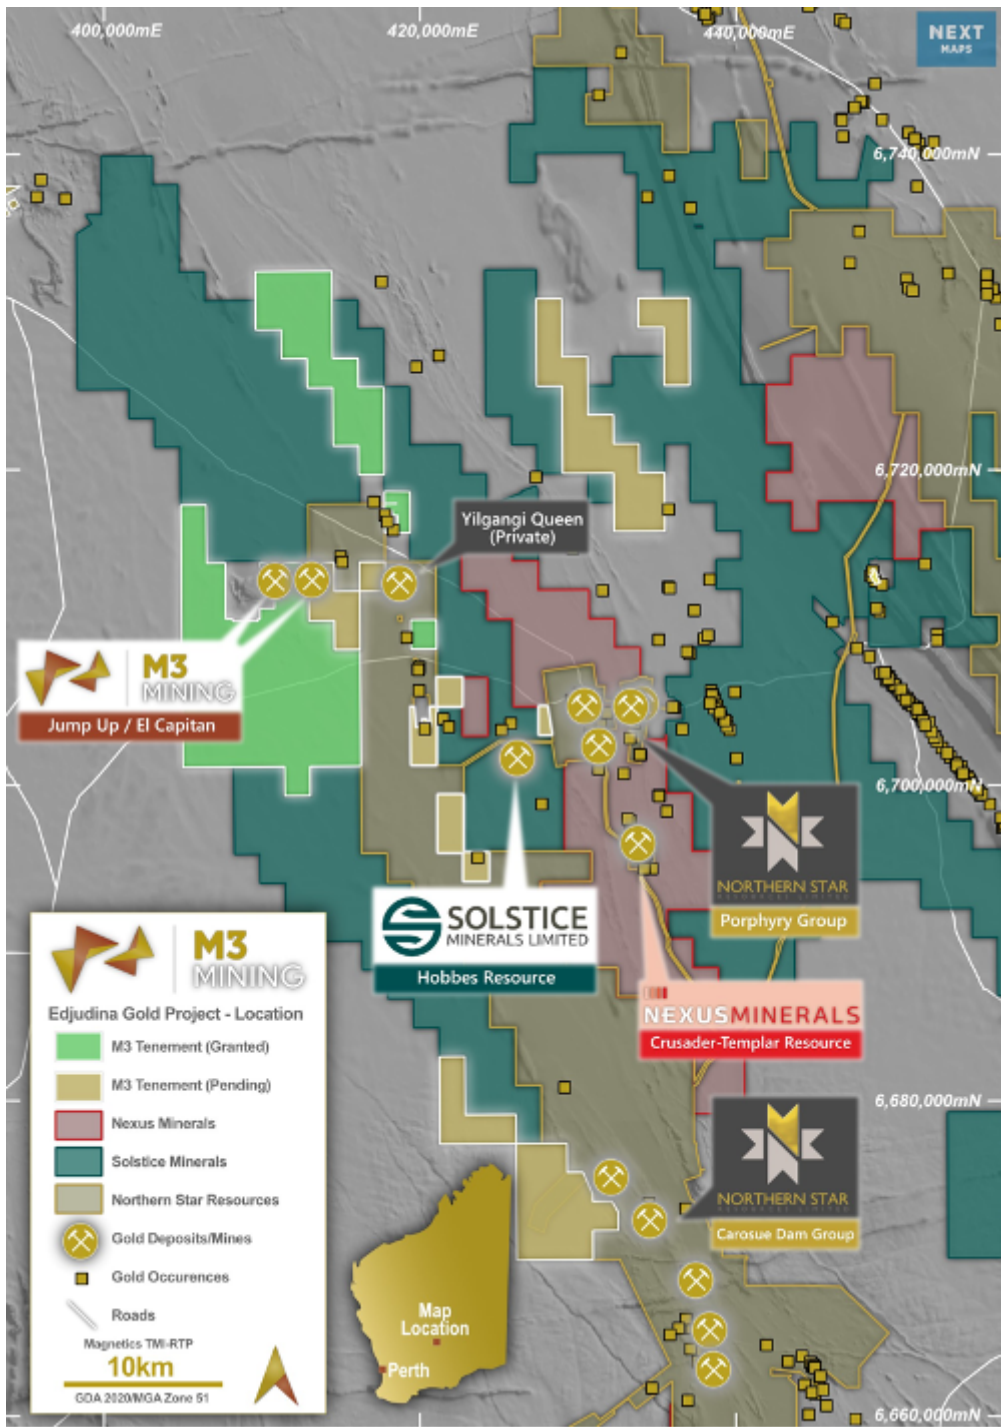 400,000mE
420,000mE
440,000mE
NEXT
MAPS
6,740,000mN
6,720,000mN
Yilgangi Queen
(Private)
M3
MINING
Jump Up / El Capitan
6,700,000mN
NORTHERN STAR
RESOURCES LIMITED
Porphyry Group
SOLSTICE
MINERALS LIMITED
Hobbes Resource
NEXUSMINERALS
Crusader-Templar Resource
6,680,000mN
NORTHERN STAR
RESOURCES LIMITED
Carosue Dam Group
M3
MINING
Edjudina Gold Project - Location
M3 Tenement (Granted)
M3 Tenement (Pending)
Nexus Minerals
Solstice Minerals
Northern Star Resources
Gold Deposits/Mines
Gold Occurences
Roads
Magnetics TMI-RTP
10km
GDA 2020/MGA Zone 51
Map
Location
Perth
6,660,000mN